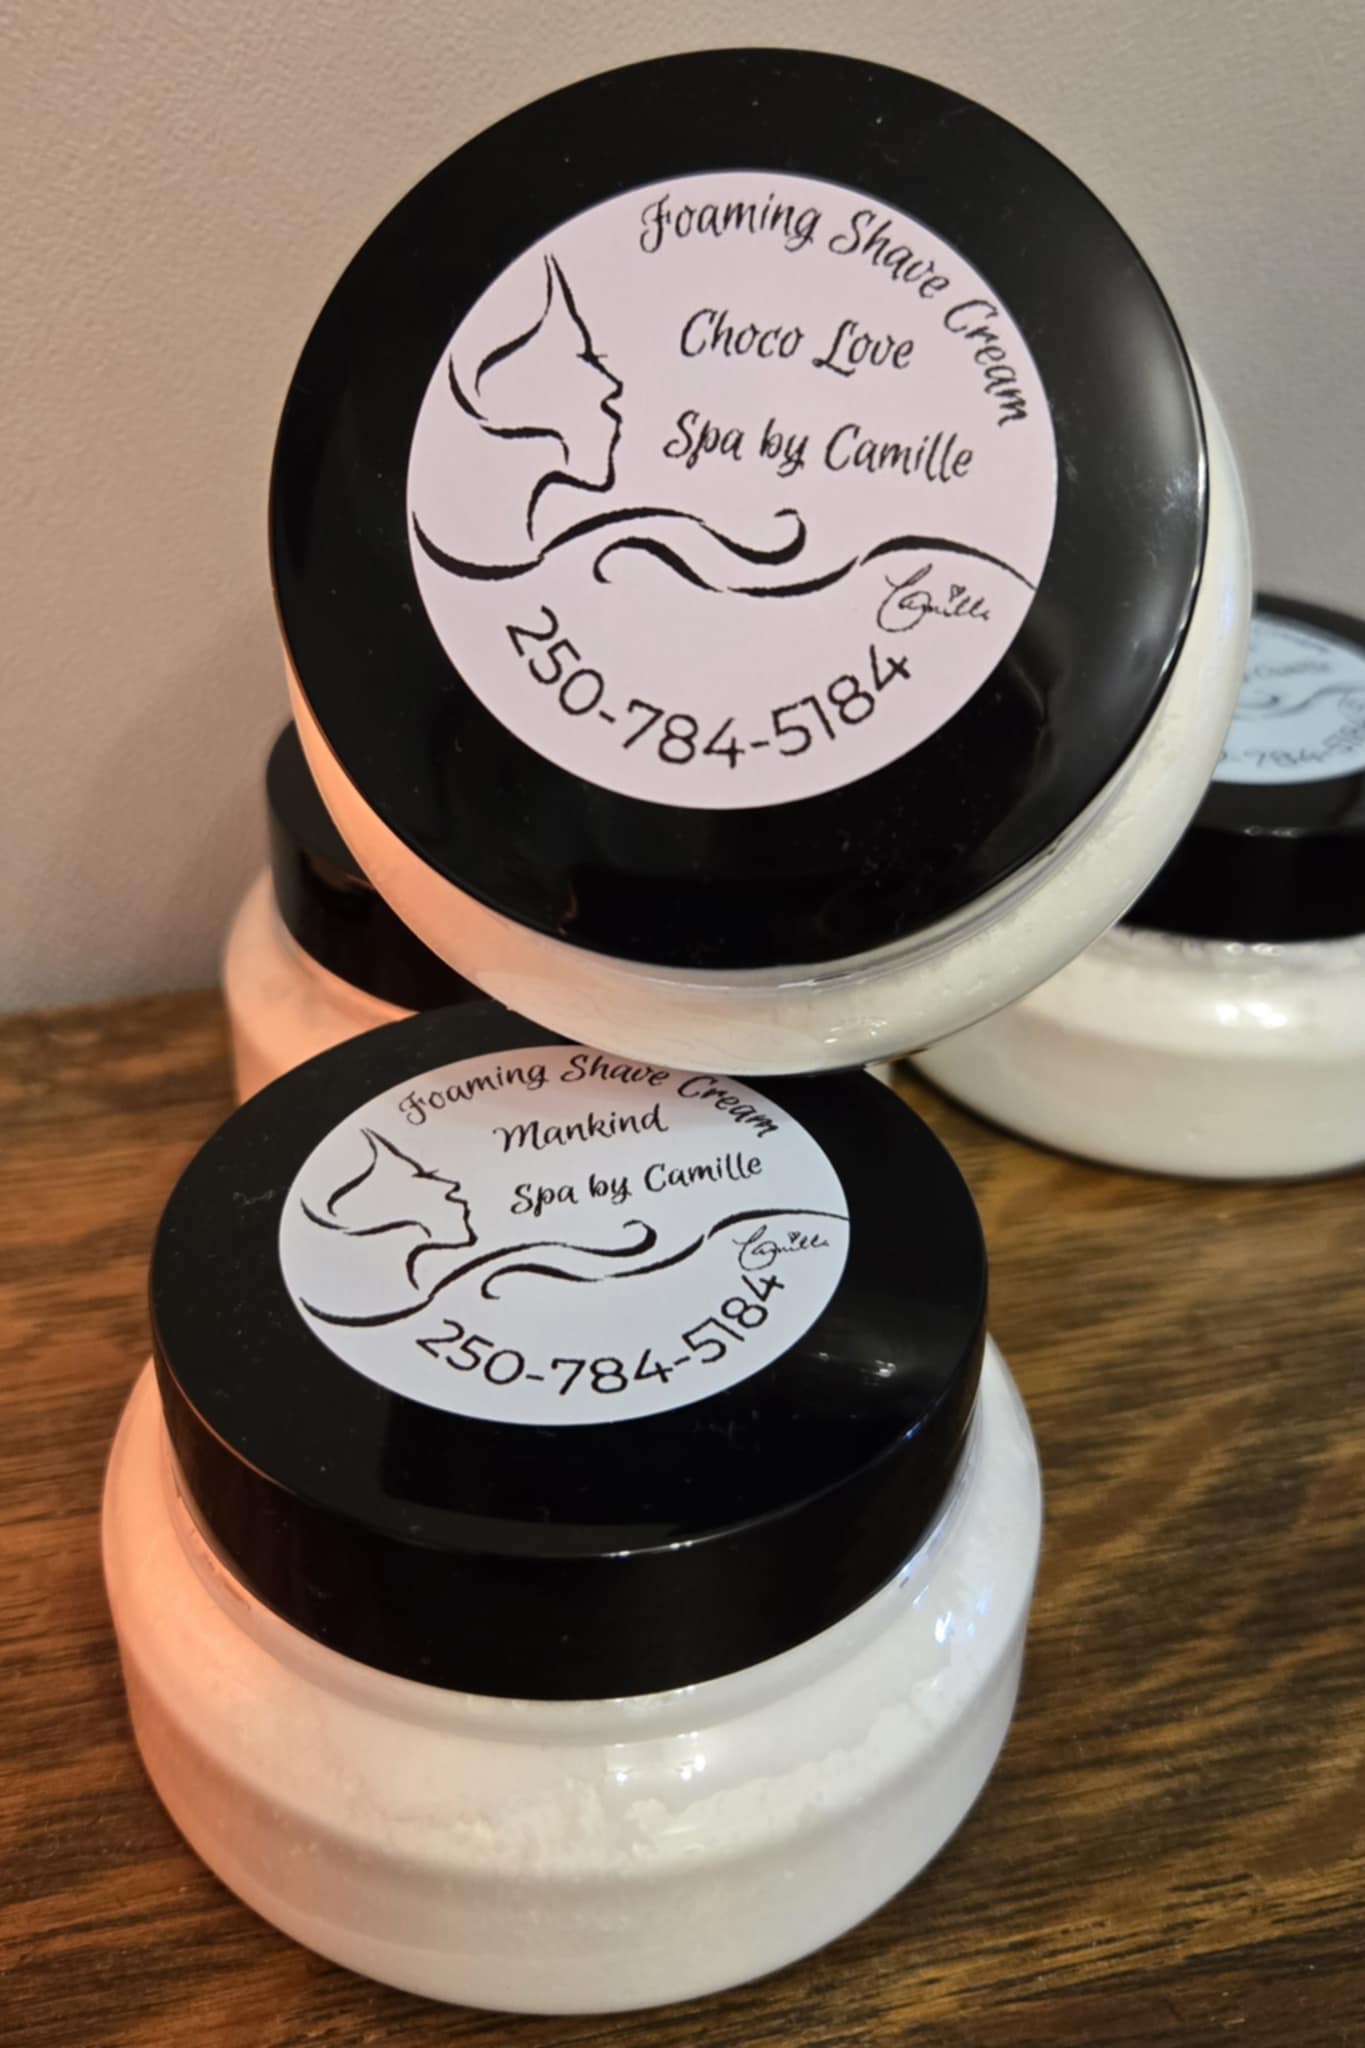 Foaming Shave Cream
Choco Love
Spa by Camille
Camille
250-784-5184
Foaming Shave Cream
Mankind
Spa by Camille
Camille
250-784-5184